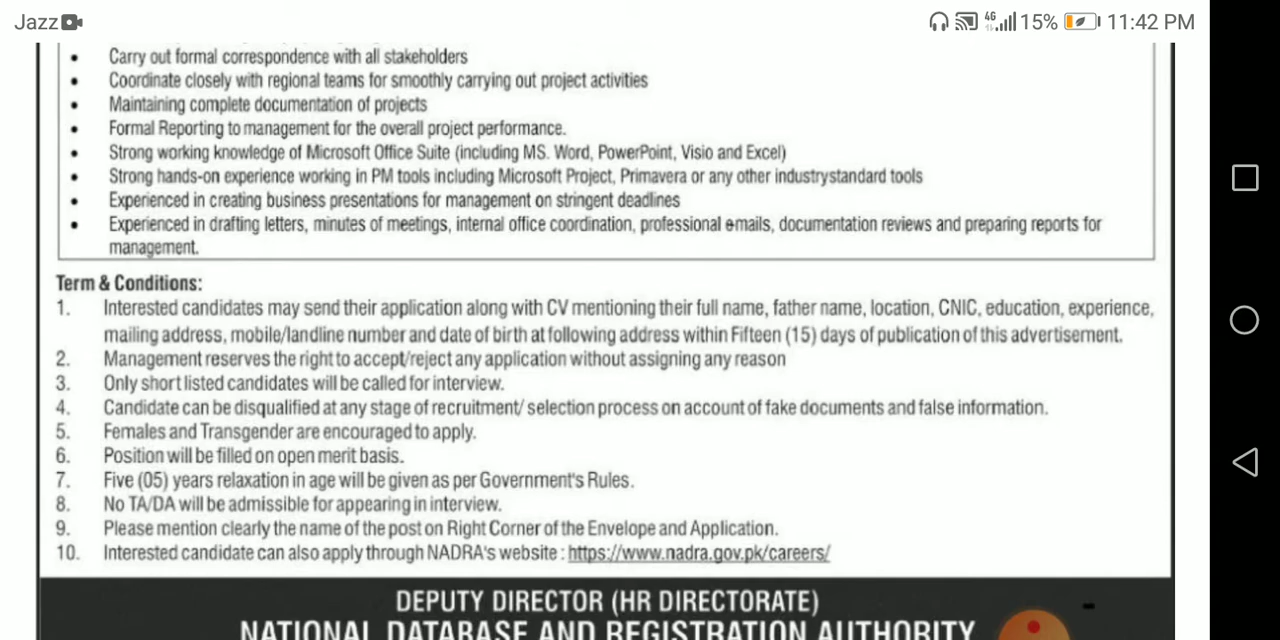 Jazz 4G 15% 11:42 PM
• Carry out formal correspondence with all stakeholders
• Coordinate closely with regional teams for smoothly carrying out project activities
• Maintaining complete documentation of projects
• Formal Reporting to management for the overall project performance.
• Strong working knowledge of Microsoft Office Suite (including MS. Word, PowerPoint, Visio and Excel)
• Strong hands-on experience working in PM tools including Microsoft Project, Primavera or any other industrystandard tools
• Experienced in creating business presentations for management on stringent deadlines
• Experienced in drafting letters, minutes of meetings, internal office coordination, professional emails, documentation reviews and preparing reports for
management.
Term & Conditions:
1. Interested candidates may send their application along with CV mentioning their full name, father name, location, CNIC, education, experience,
mailing address, mobile/landline number and date of birth at following address within Fifteen (15) days of publication of this advertisement.
2. Management reserves the right to accept/reject any application without assigning any reason
3. Only short listed candidates will be called for interview.
4. Candidate can be disqualified at any stage of recruitment/ selection process on account of fake documents and false information.
5. Females and Transgender are encouraged to apply.
6. Position will be filled on open merit basis.
7. Five (05) years relaxation in age will be given as per Government's Rules.
8. No TA/DA will be admissible for appearing in interview.
9. Please mention clearly the name of the post on Right Corner of the Envelope and Application.
10. Interested candidate can also apply through NADRA's website : https://www.nadra.gov.pk/careers/
DEPUTY DIRECTOR (HR DIRECTORATE)
NATIONAL DATABASE AND REGISTRATION AUTHORITY